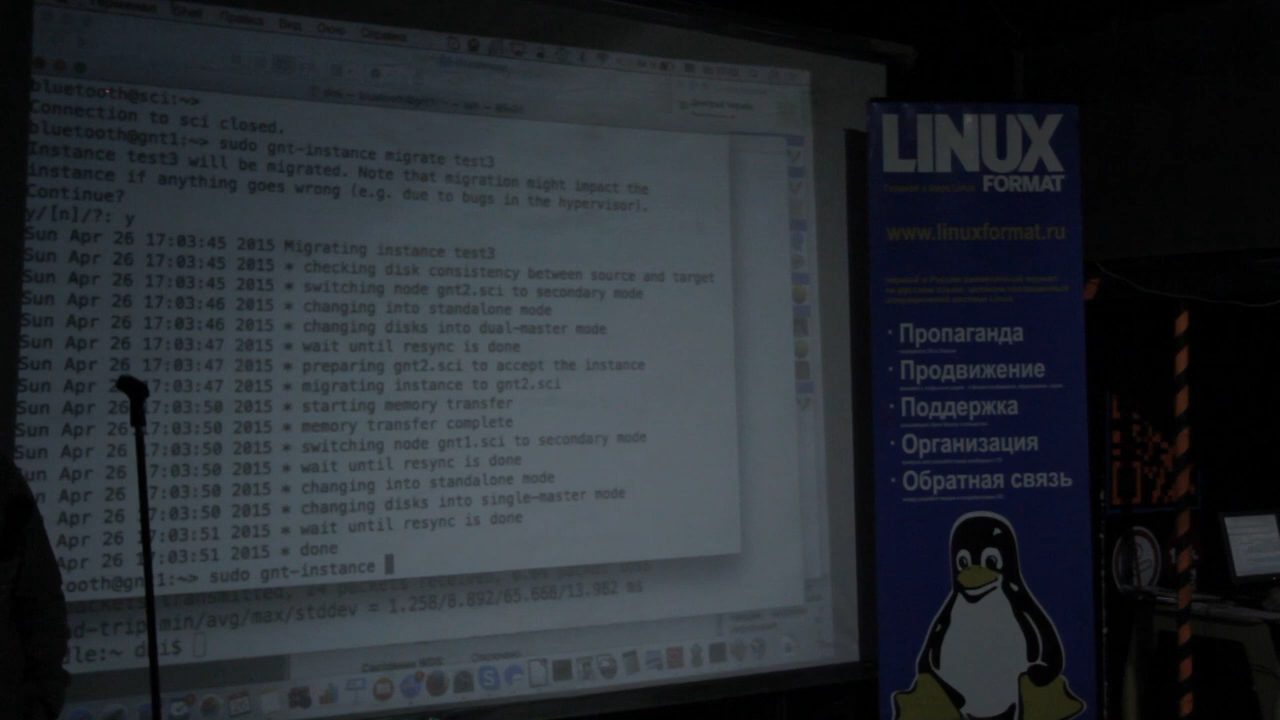 Правка Вид Окно Справка
bluetooth@sci:~>
Connection to sci closed.
bluetooth@gnt1:~> sudo gnt-instance migrate test3
Instance test3 will be migrated. Note that migration might impact the
instance if anything goes wrong (e.g. due to bugs in the hypervisor).
Continue?
y/[n]/?: y
Sun Apr 26 17:03:45 2015 Migrating instance test3
Sun Apr 26 17:03:45 2015 * checking disk consistency between source and target
Sun Apr 26 17:03:45 2015 * switching node gnt2.sci to secondary mode
Sun Apr 26 17:03:46 2015 * changing into standalone mode
Sun Apr 26 17:03:46 2015 * changing disks into dual-master mode
Sun Apr 26 17:03:47 2015 * wait until resync is done
Sun Apr 26 17:03:47 2015 * preparing gnt2.sci to accept the instance
Sun Apr 26 17:03:47 2015 * migrating instance to gnt2.sci
Sun Apr 26 17:03:50 2015 * starting memory transfer
Sun Apr 26 17:03:50 2015 * memory transfer complete
Sun Apr 26 17:03:50 2015 * switching node gnt1.sci to secondary mode
Sun Apr 26 17:03:50 2015 * wait until resync is done
Sun Apr 26 17:03:50 2015 * changing into standalone mode
Apr 26 17:03:50 2015 * changing disks into single-master mode
Apr 26 17:03:51 2015 * wait until resync is done
Apr 26 17:03:51 2015 * done
tooth@gnt1:~> sudo gnt-instance
packets transmitted, packets received,
nd-trip min/avg/max/stddev = 1.258/8.892/65.668/13.982 ms
LINUX
FORMAT
www.linuxformat.ru
· Пропаганда
· Продвижение
· Поддержка
· Организация
· Обратная связь